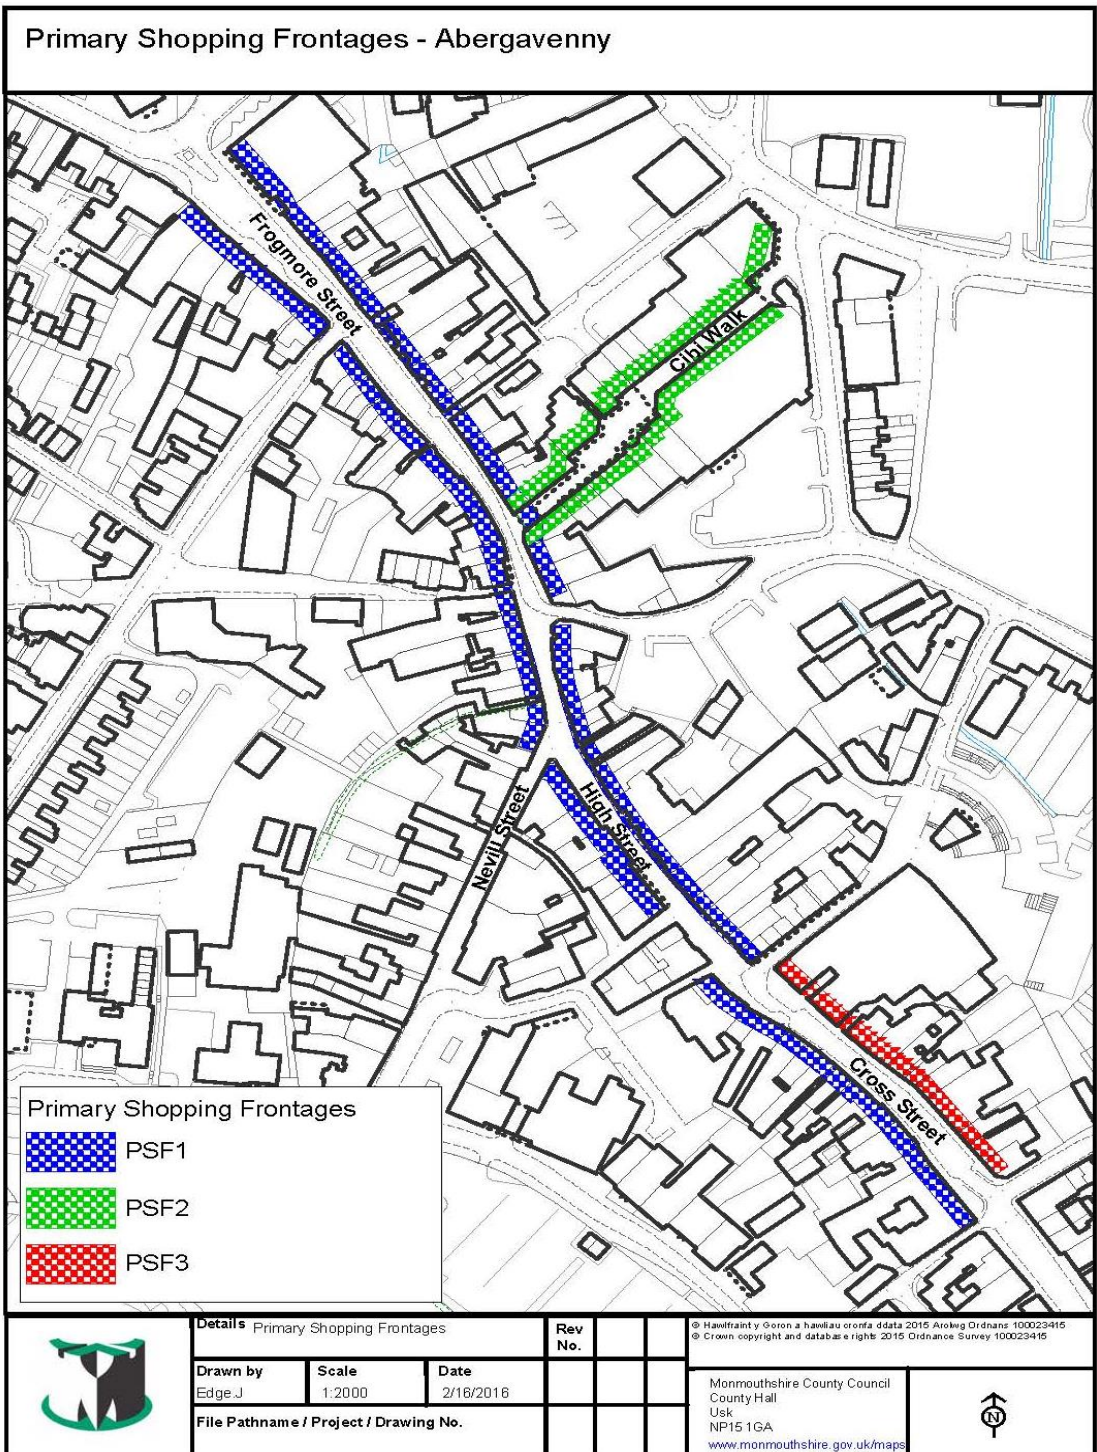 Primary Shopping Frontages - Abergavenny
Frogmore Street
Cibi Walk
High Street
Nevill Street
Cross Street
Primary Shopping Frontages
PSF1
PSF2
PSF3
Details Primary Shopping Frontages
Rev No.
Drawn by
Edge.J
Scale
1:2000
Date
2/16/2016
File Pathname / Project / Drawing No.
© Hawlfraint y Goron a hawliau cronfa ddata 2015 Arolwg Ordnans 100023415
© Crown copyright and database rights 2015 Ordnance Survey 100023415
Monmouthshire County Council
County Hall
Usk
NP15 1GA
www.monmouthshire.gov.uk/maps
N